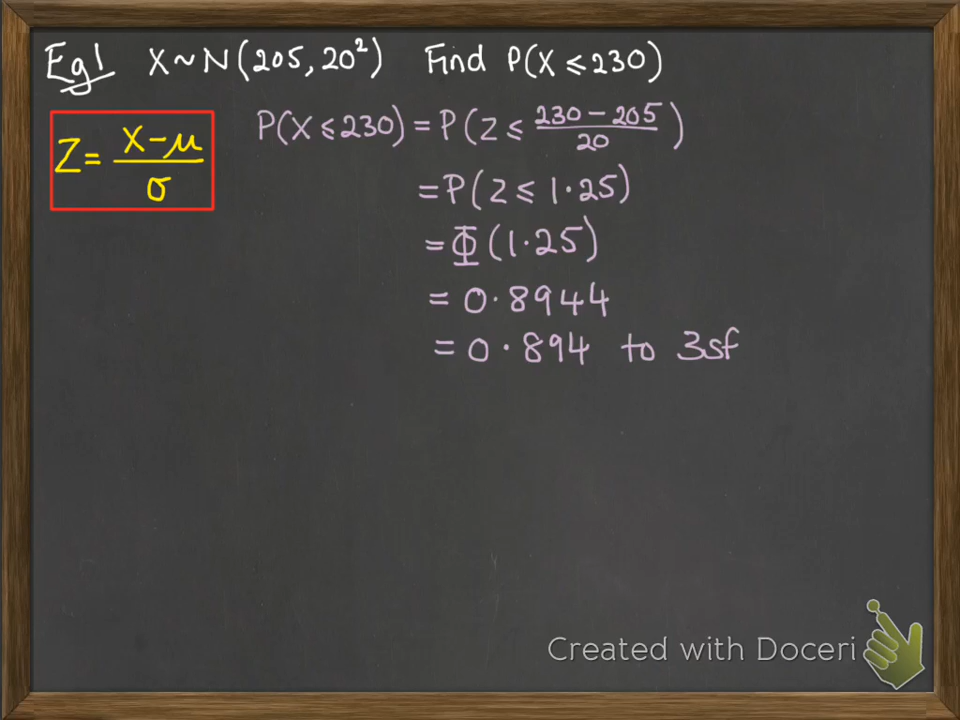 Eg1 X~N(205, 20²) Find P(X≤230)
Z = (X-μ)/σ
P(X≤230) = P(Z≤ (230-205)/20)
= P(Z≤ 1·25)
= Φ(1·25)
= 0·8944
= 0·894 to 3sf
Created with Doceri